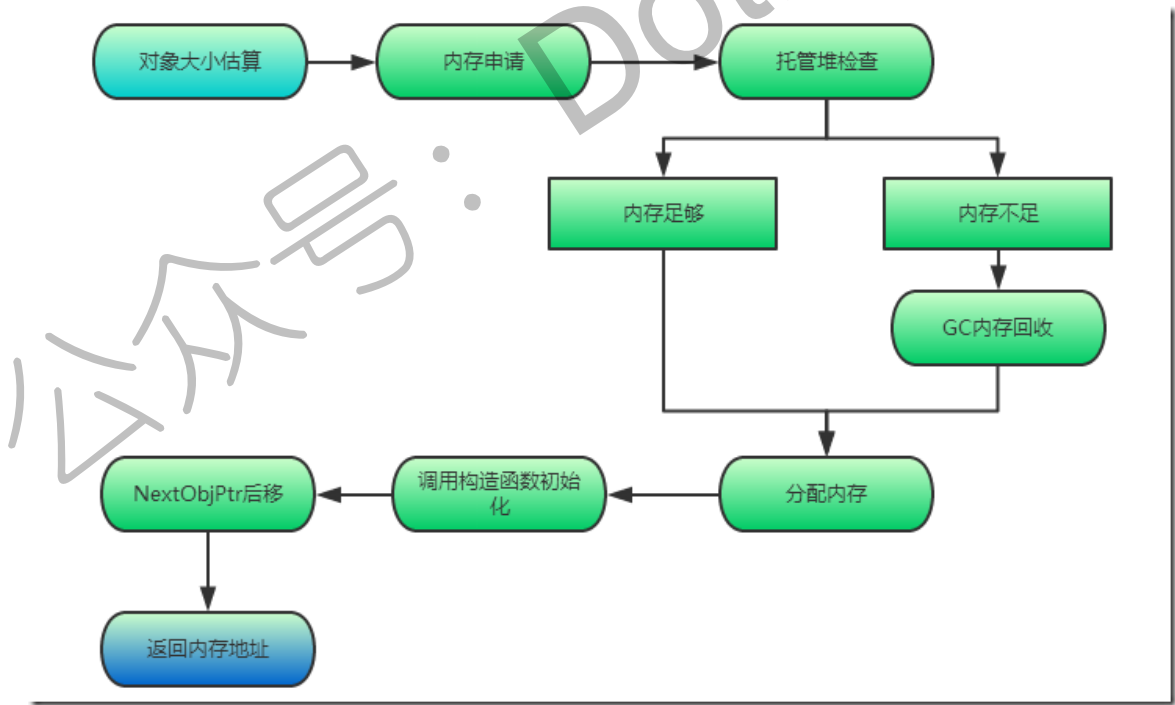 对象大小估算
内存申请
托管堆检查
内存足够
内存不足
GC内存回收
分配内存
调用构造函数初始
化
NextObjPtr后移
返回内存地址
公众号：Dot